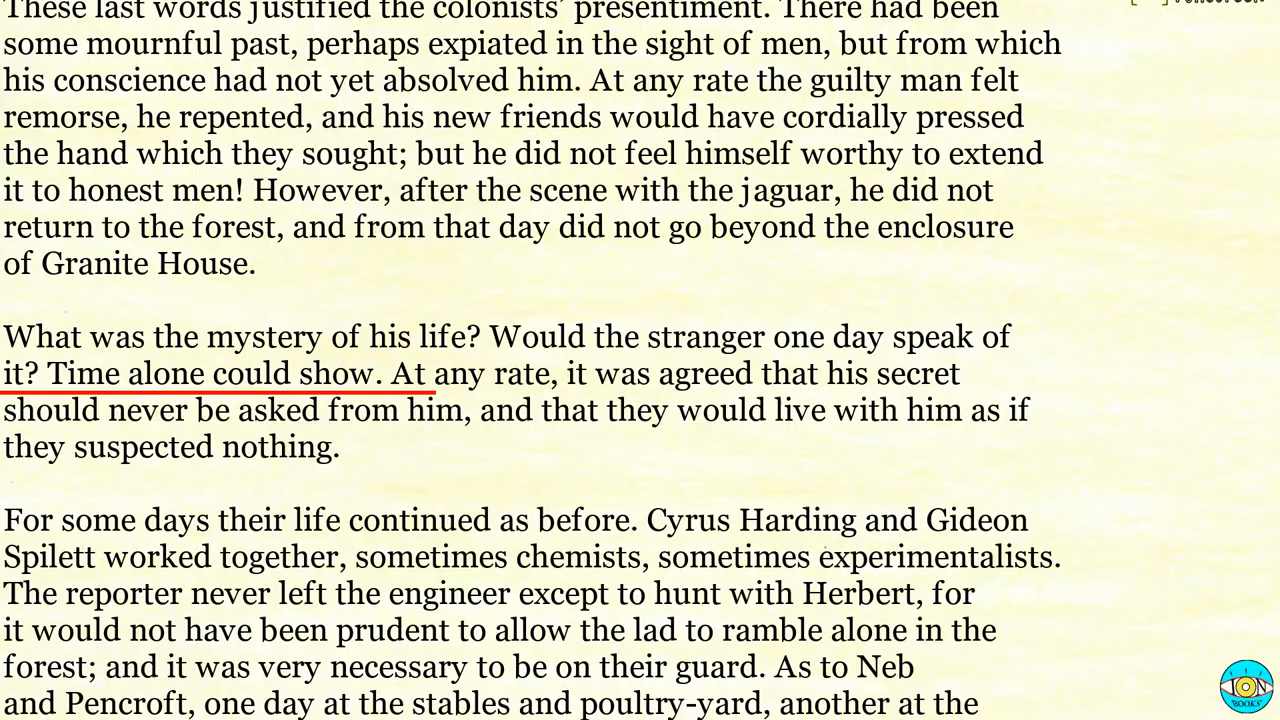 These last words justified the colonists’ presentiment. There had been
some mournful past, perhaps expiated in the sight of men, but from which
his conscience had not yet absolved him. At any rate the guilty man felt
remorse, he repented, and his new friends would have cordially pressed
the hand which they sought; but he did not feel himself worthy to extend
it to honest men! However, after the scene with the jaguar, he did not
return to the forest, and from that day did not go beyond the enclosure
of Granite House.
What was the mystery of his life? Would the stranger one day speak of
it? Time alone could show. At any rate, it was agreed that his secret
should never be asked from him, and that they would live with him as if
they suspected nothing.
For some days their life continued as before. Cyrus Harding and Gideon
Spilett worked together, sometimes chemists, sometimes experimentalists.
The reporter never left the engineer except to hunt with Herbert, for
it would not have been prudent to allow the lad to ramble alone in the
forest; and it was very necessary to be on their guard. As to Neb
and Pencroft, one day at the stables and poultry-yard, another at the
ION
BOOKS